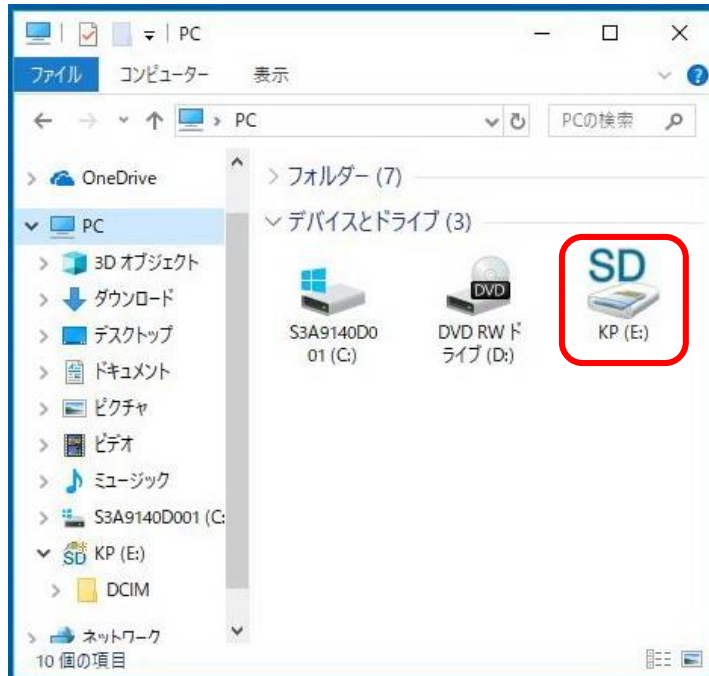 PC
ファイル コンピューター 表示
PC PCの検索
OneDrive
PC
3D オブジェクト
ダウンロード
デスクトップ
ドキュメント
ピクチャ
ビデオ
ミュージック
S3A9140D001 (C:
SD KP (E:)
DCIM
ネットワーク
フォルダー (7)
デバイスとドライブ (3)
S3A9140D0
01 (C:)
DVD
DVD RW ド
ライブ (D:)
SD
KP (E:)
10 個の項目